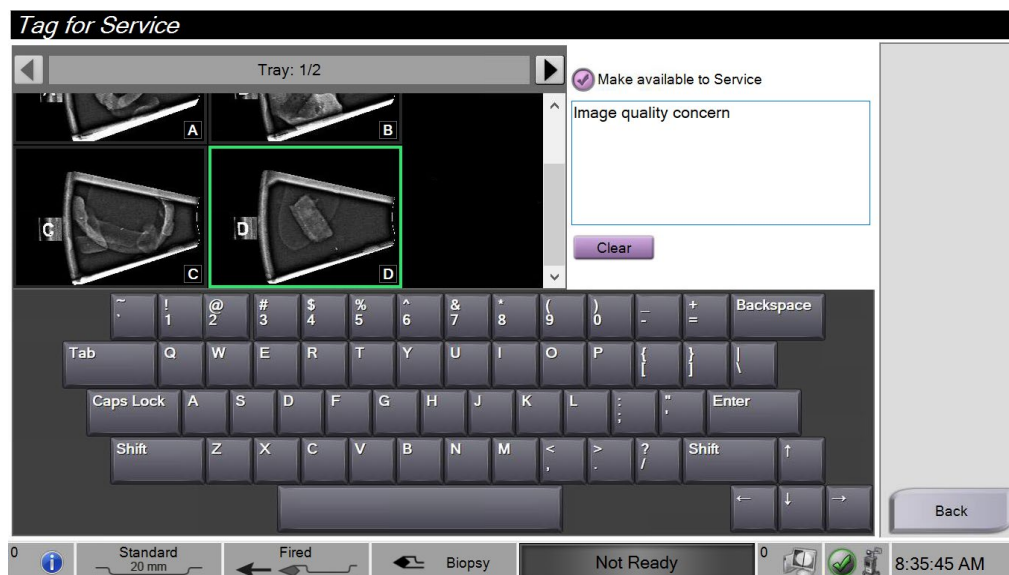 Tag for Service
Tray: 1/2
Make available to Service
A
B
Image quality concern
C
C
D
D
Clear
~ `
! 1
@ 2
# 3
$ 4
% 5
^ 6
& 7
* 8
( 9
) 0
_ -
+ =
Backspace
Tab
Q
W
E
R
T
Y
U
I
O
P
{ [
} ]
| \
Caps Lock
A
S
D
F
G
H
J
K
L
: ;
" '
Enter
Shift
Z
X
C
V
B
N
M
< ,
> .
? /
Shift
↑
←
↓
→
Back
0
Standard
20 mm
Fired
Biopsy
Not Ready
0
8:35:45 AM